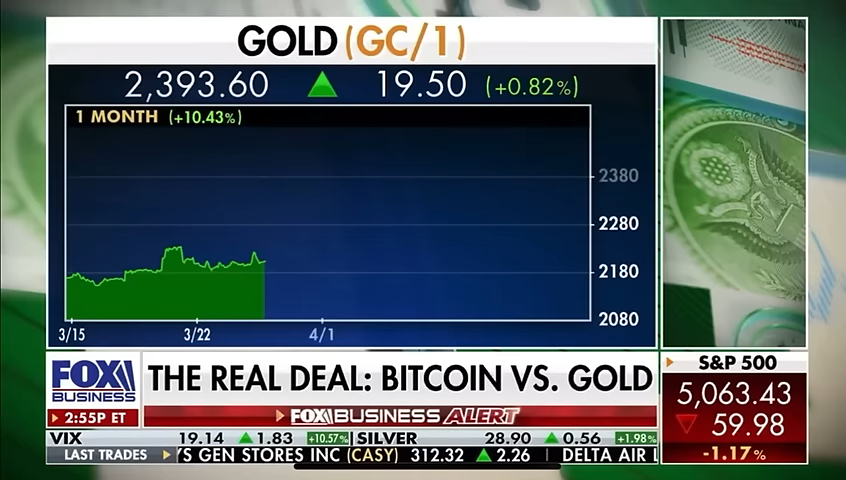 GOLD (GC/1)
2,393.60 ▲ 19.50 (+0.82%)
1 MONTH (+10.43%)
2380
2280
2180
2080
3/15 3/22 4/1
FOX BUSINESS
2:55P ET
THE REAL DEAL: BITCOIN VS. GOLD
FOX BUSINESS ALERT
S&P 500
5,063.43
▼ 59.98
-1.17%
VIX 19.14 ▲ 1.83 +10.57% SILVER 28.90 ▲ 0.56 +1.98%
LAST TRADES 'S GEN STORES INC (CASY) 312.32 ▲ 2.26 DELTA AIR L